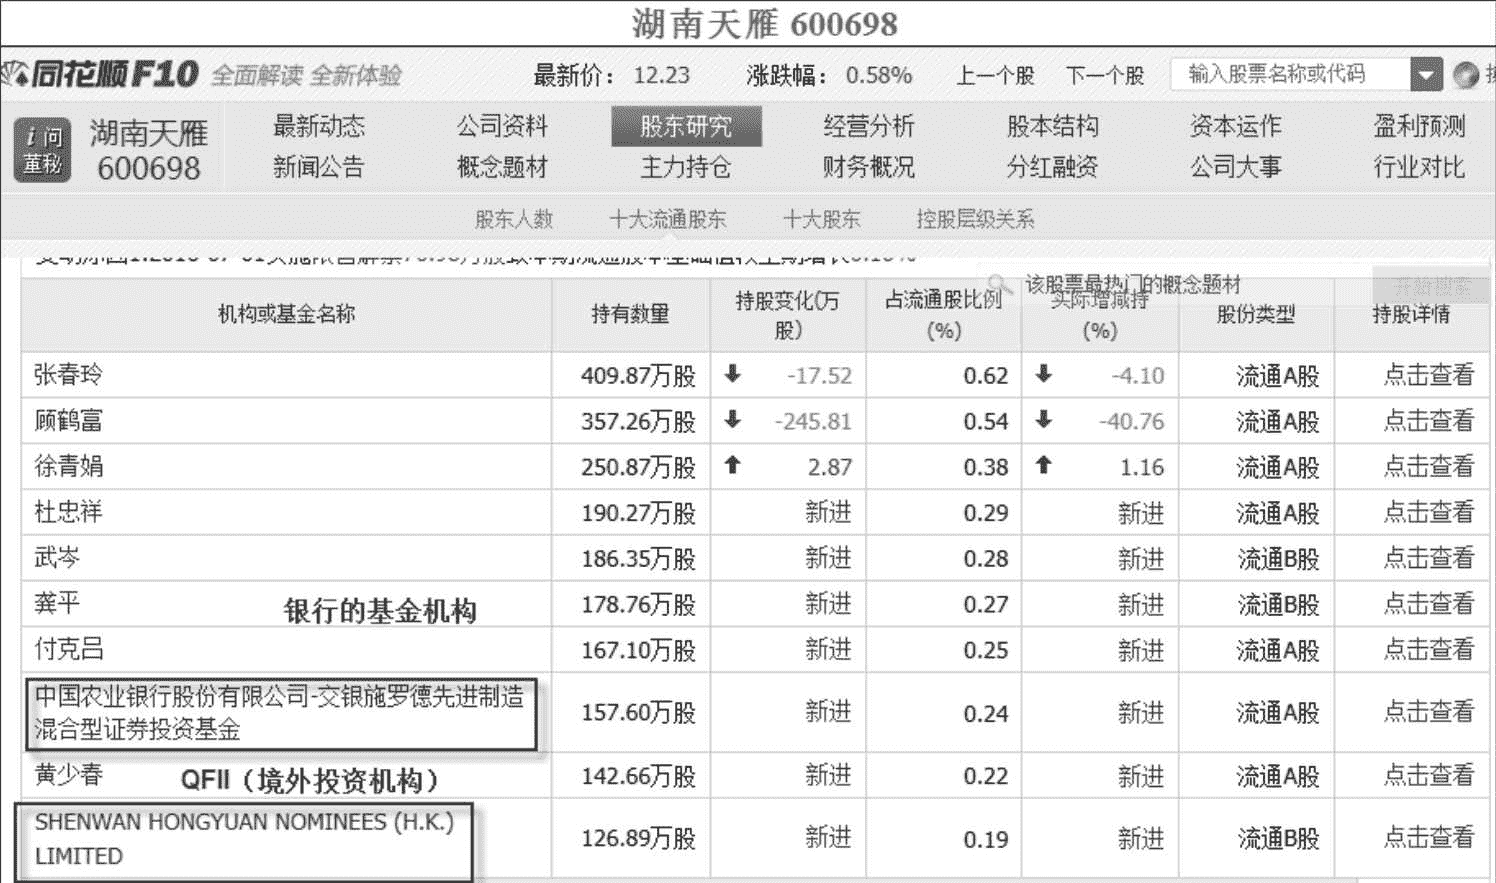 湖南天雁 600698
同花顺F10 全面解读 全新体验 最新价： 12.23 涨跌幅： 0.58% 上一个股 下一个股 输入股票名称或代码
i 问董秘 湖南天雁 600698
最新动态 公司资料 股东研究 经营分析 股本结构 资本运作 盈利预测
新闻公告 概念题材 主力持仓 财务概况 分红融资 公司大事 行业对比
股东人数 十大流通股东 十大股东 控股层级关系
该股票最热门的概念题材 开始搜索
机构或基金名称 持有数量 持股变化(万股) 占流通股比例(%) 实际增减持(%) 股份类型 持股详情
张春玲 409.87万股 -17.52 0.62 -4.10 流通A股 点击查看
顾鹤富 357.26万股 -245.81 0.54 -40.76 流通A股 点击查看
徐青娟 250.87万股 2.87 0.38 1.16 流通A股 点击查看
杜忠祥 190.27万股 新进 0.29 新进 流通A股 点击查看
武岑 186.35万股 新进 0.28 新进 流通B股 点击查看
龚平 178.76万股 新进 0.27 新进 流通B股 点击查看
银行的基金机构
付克吕 167.10万股 新进 0.25 新进 流通A股 点击查看
中国农业银行股份有限公司-交银施罗德先进制造
混合型证券投资基金 157.60万股 新进 0.24 新进 流通A股 点击查看
黄少春 142.66万股 新进 0.22 新进 流通A股 点击查看
QFII（境外投资机构）
SHENWAN HONGYUAN NOMINEES (H.K.)
LIMITED 126.89万股 新进 0.19 新进 流通B股 点击查看